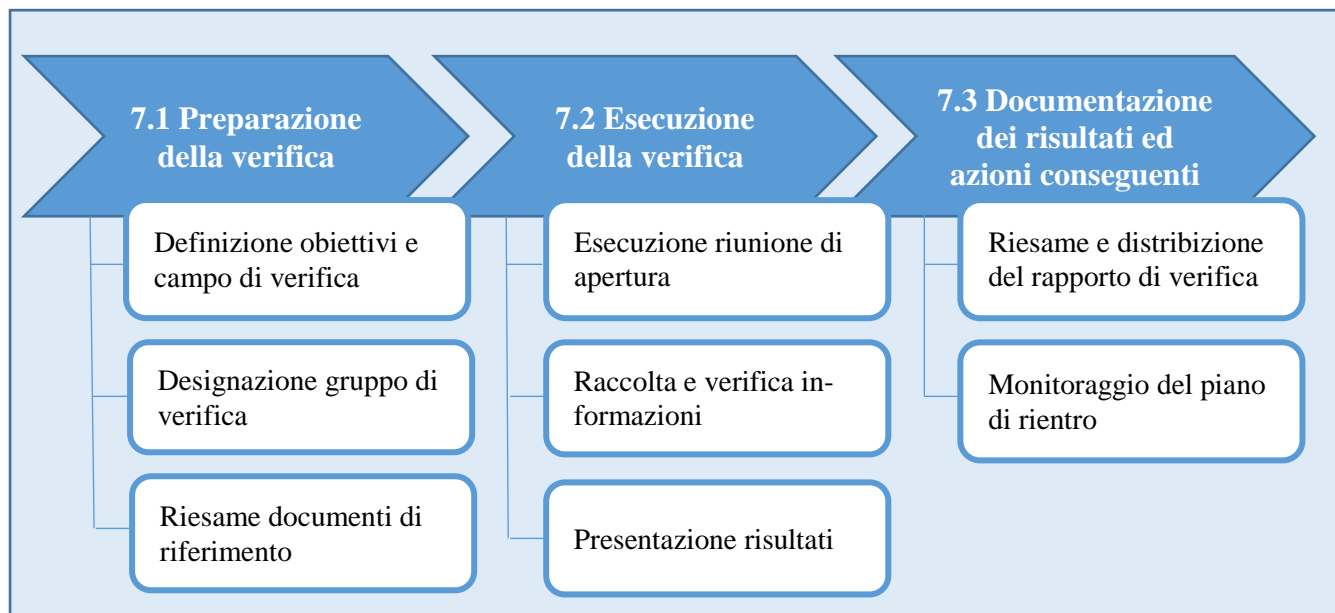 7.1 Preparazione
della verifica
Definizione obiettivi e
campo di verifica
Designazione gruppo di
verifica
Riesame documenti di
riferimento
7.2 Esecuzione
della verifica
Esecuzione riunione di
apertura
Raccolta e verifica in-
formazioni
Presentazione risultati
7.3 Documentazione
dei risultati ed
azioni conseguenti
Riesame e distribizione
del rapporto di verifica
Monitoraggio del piano
di rientro